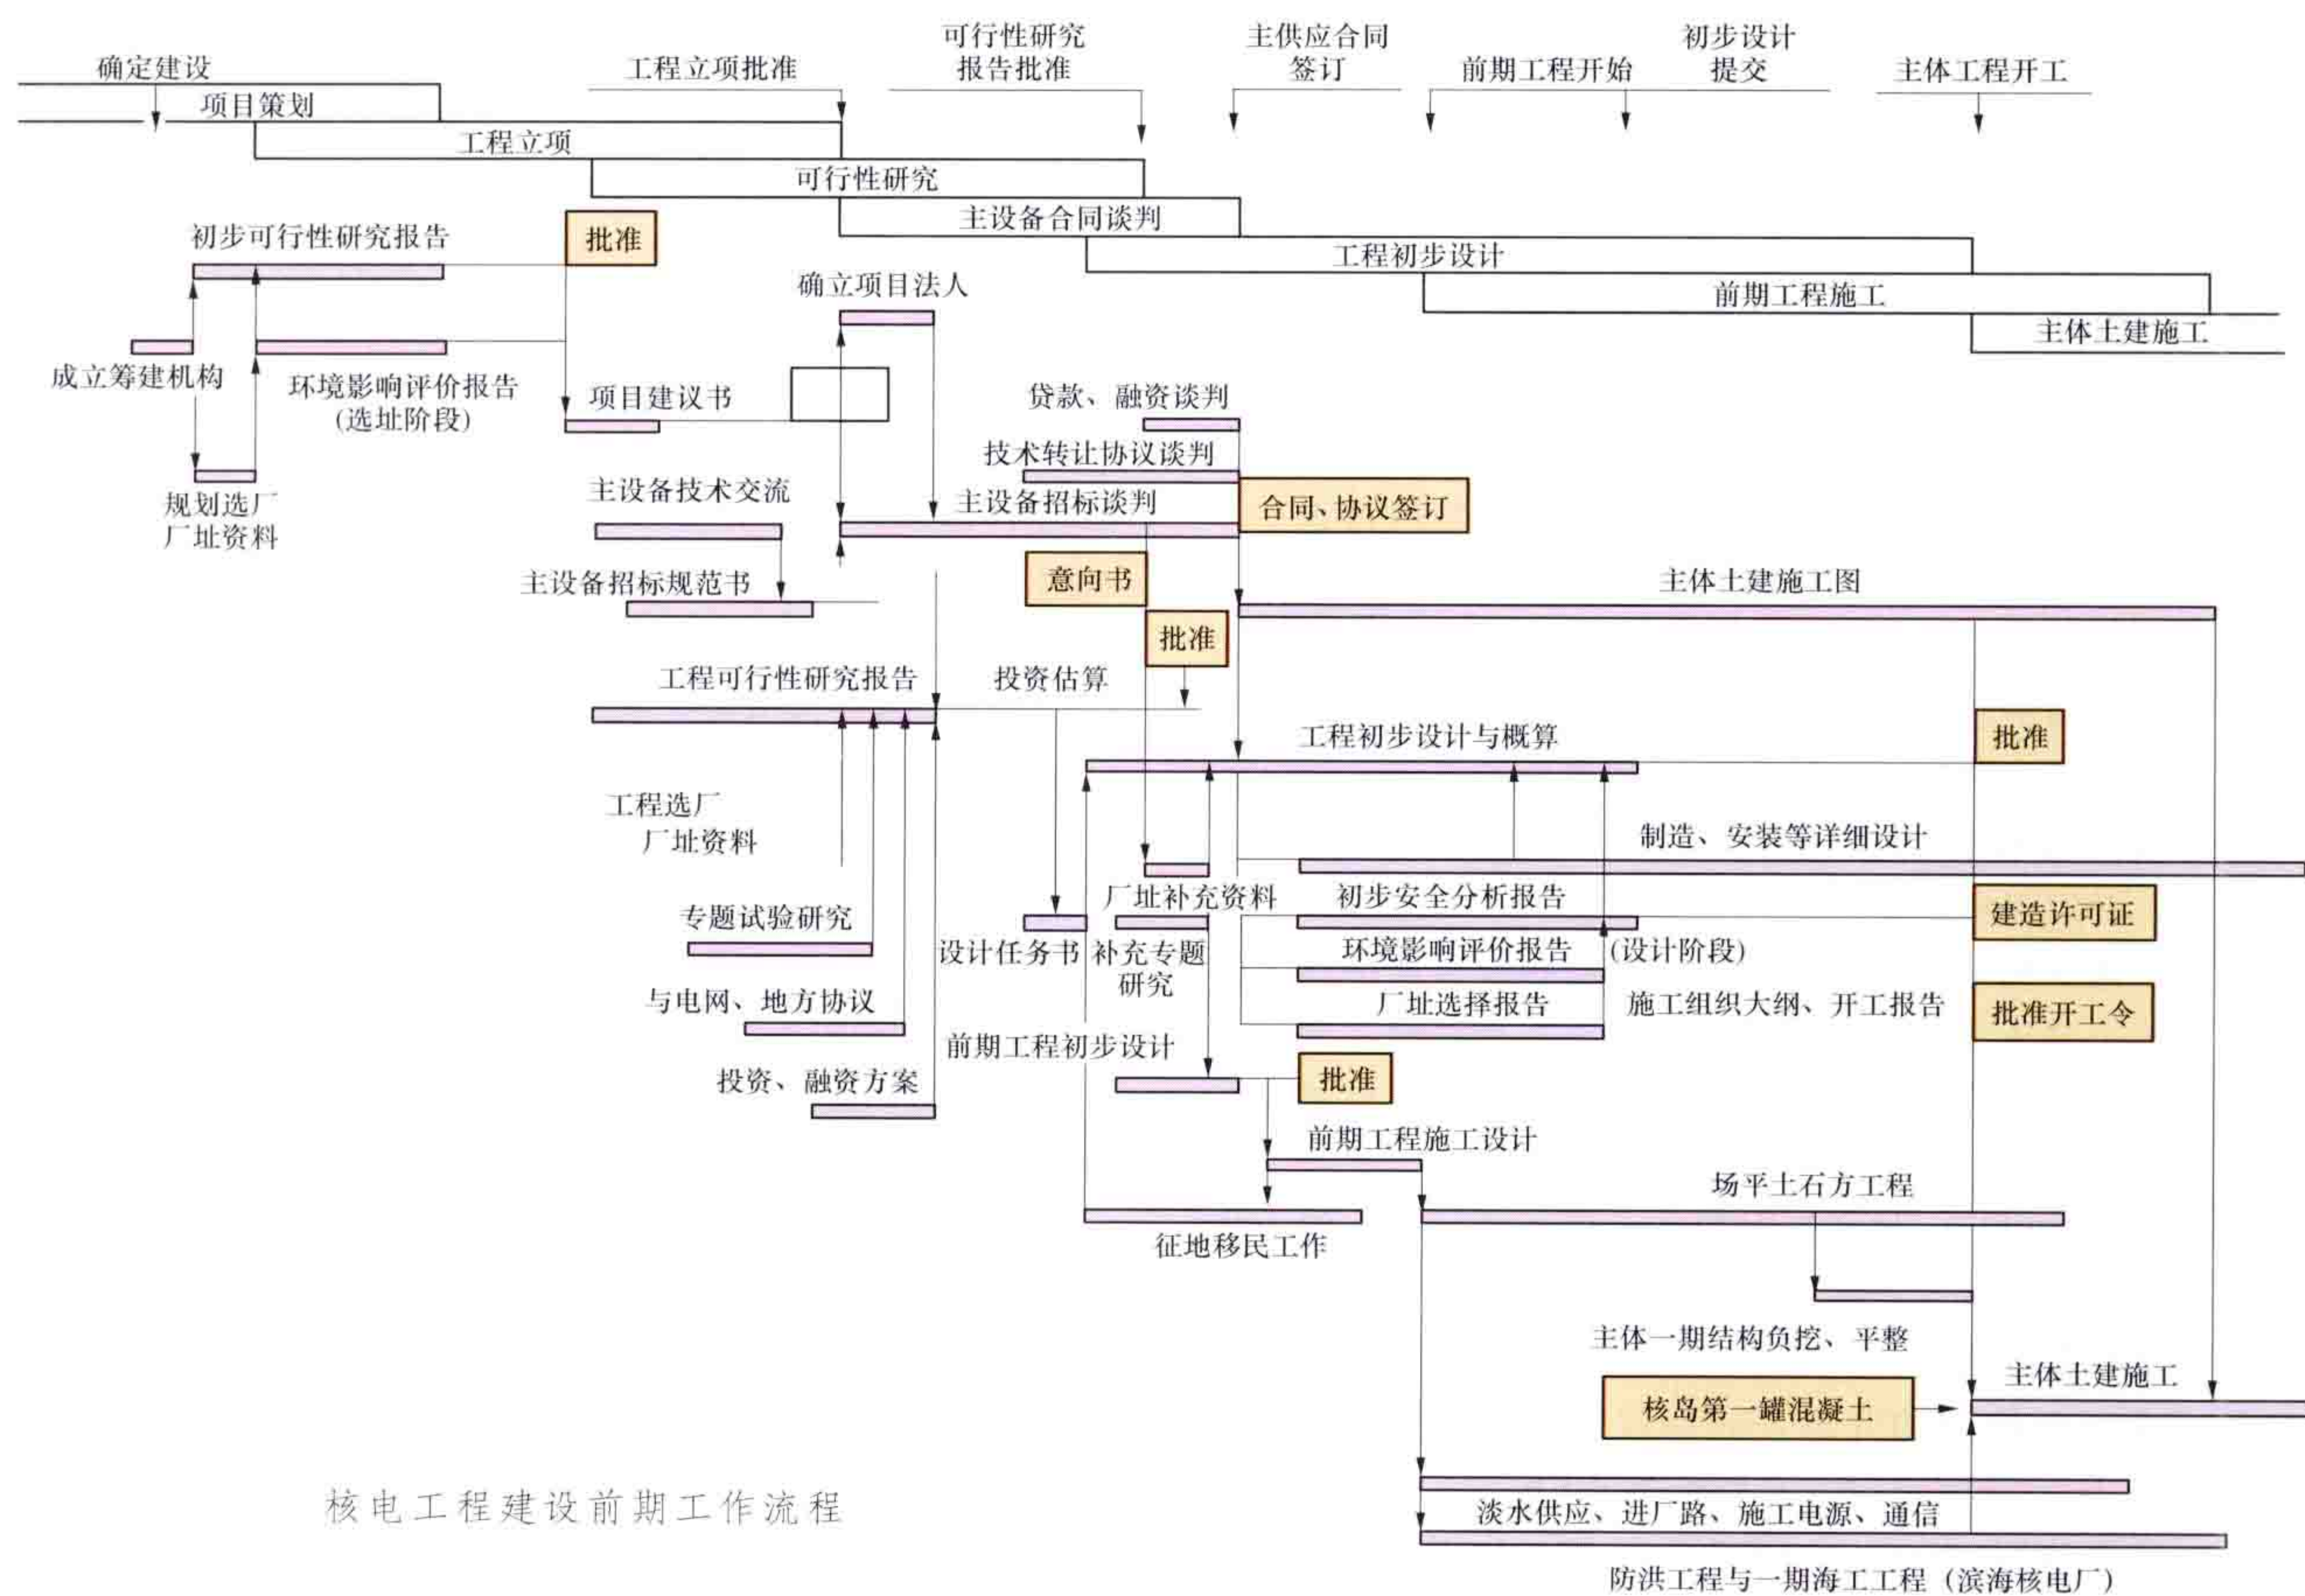 可行性研究
报告批准
主供应合同
签订
初步设计
提交
确定建设
工程立项批准
前期工程开始
主体工程开工
项目策划
工程立项
可行性研究
主设备合同谈判
初步可行性研究报告
批准
工程初步设计
确立项目法人
前期工程施工
主体土建施工
成立筹建机构
环境影响评价报告
(选址阶段)
项目建议书
贷款、融资谈判
技术转让协议谈判
规划选厂
厂址资料
主设备技术交流
主设备招标谈判
合同、协议签订
主设备招标规范书
意向书
主体土建施工图
批准
工程可行性研究报告
投资估算
工程初步设计与概算
批准
工程选厂
厂址资料
制造、安装等详细设计
厂址补充资料
初步安全分析报告
建造许可证
专题试验研究
设计任务书
补充专题
研究
环境影响评价报告
(设计阶段)
与电网、地方协议
厂址选择报告
施工组织大纲、开工报告
批准开工令
前期工程初步设计
投资、融资方案
批准
前期工程施工设计
场平土石方工程
征地移民工作
主体一期结构负挖、平整
主体土建施工
核岛第一罐混凝土
核电工程建设前期工作流程
淡水供应、进厂路、施工电源、通信
防洪工程与一期海工工程（滨海核电厂）